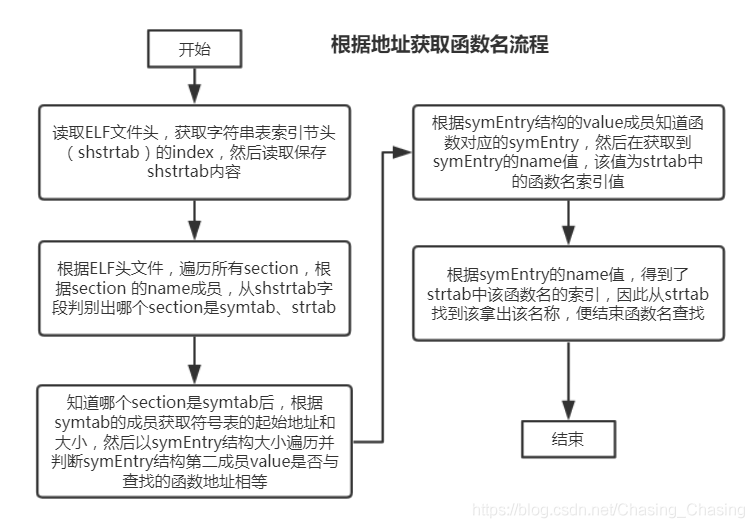 根据地址获取函数名流程
开始
读取ELF文件头，获取字符串表索引节头
（shstrtab）的index，然后读取保存
shstrtab内容
根据ELF头文件，遍历所有section，根
据section 的name成员，从shstrtab字
段判别出哪个section是symtab、strtab
知道哪个section是symtab后，根据
symtab的成员获取符号表的起始地址和
大小，然后以symEntry结构大小遍历并
判断symEntry结构第二成员value是否与
查找的函数地址相等
根据symEntry结构的value成员知道函
数对应的symEntry，然后在获取到
symEntry的name值，该值为strtab中
的函数名索引值
根据symEntry的name值，得到了
strtab中该函数名的索引，因此从strtab
找到该拿出该名称，便结束函数名查找
结束
https://blog.csdn.net/Chasing_Chasing